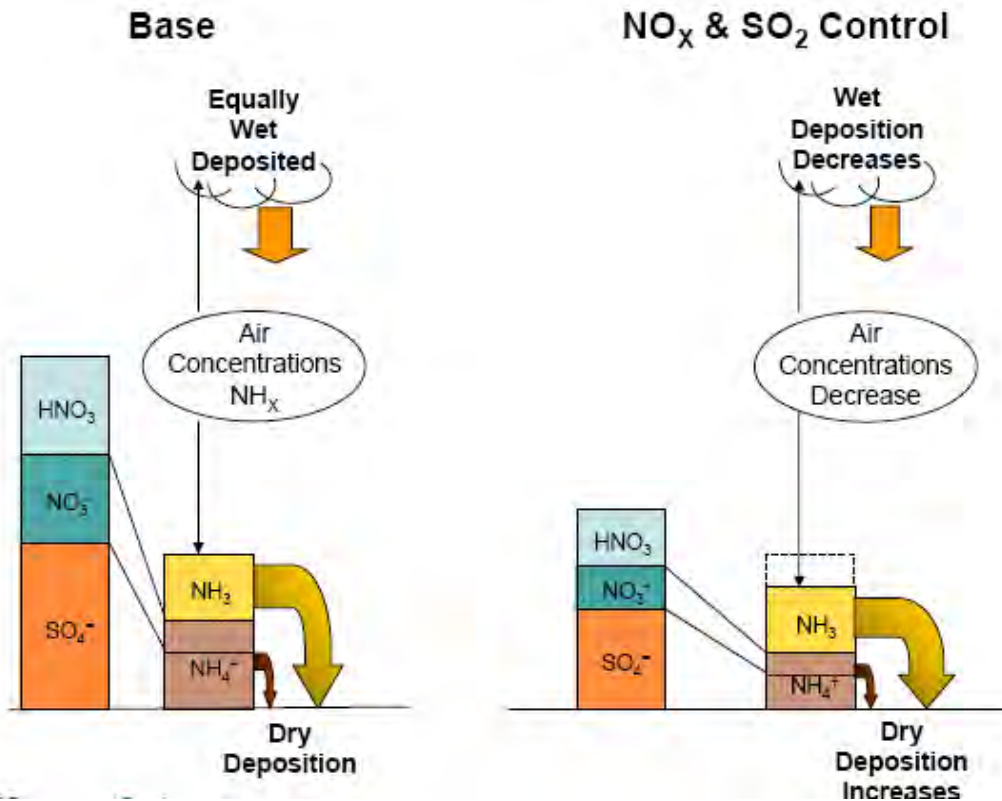 Base
Equally
Wet
Deposited
Air
Concentrations
NHX
HNO3
NO3-
SO4=
NH3
NH4-
Dry
Deposition
NOX & SO2 Control
Wet
Deposition
Decreases
Air
Concentrations
Decrease
HNO3
NO3-
SO4=
NH3
NH4+
Dry
Deposition
Increases